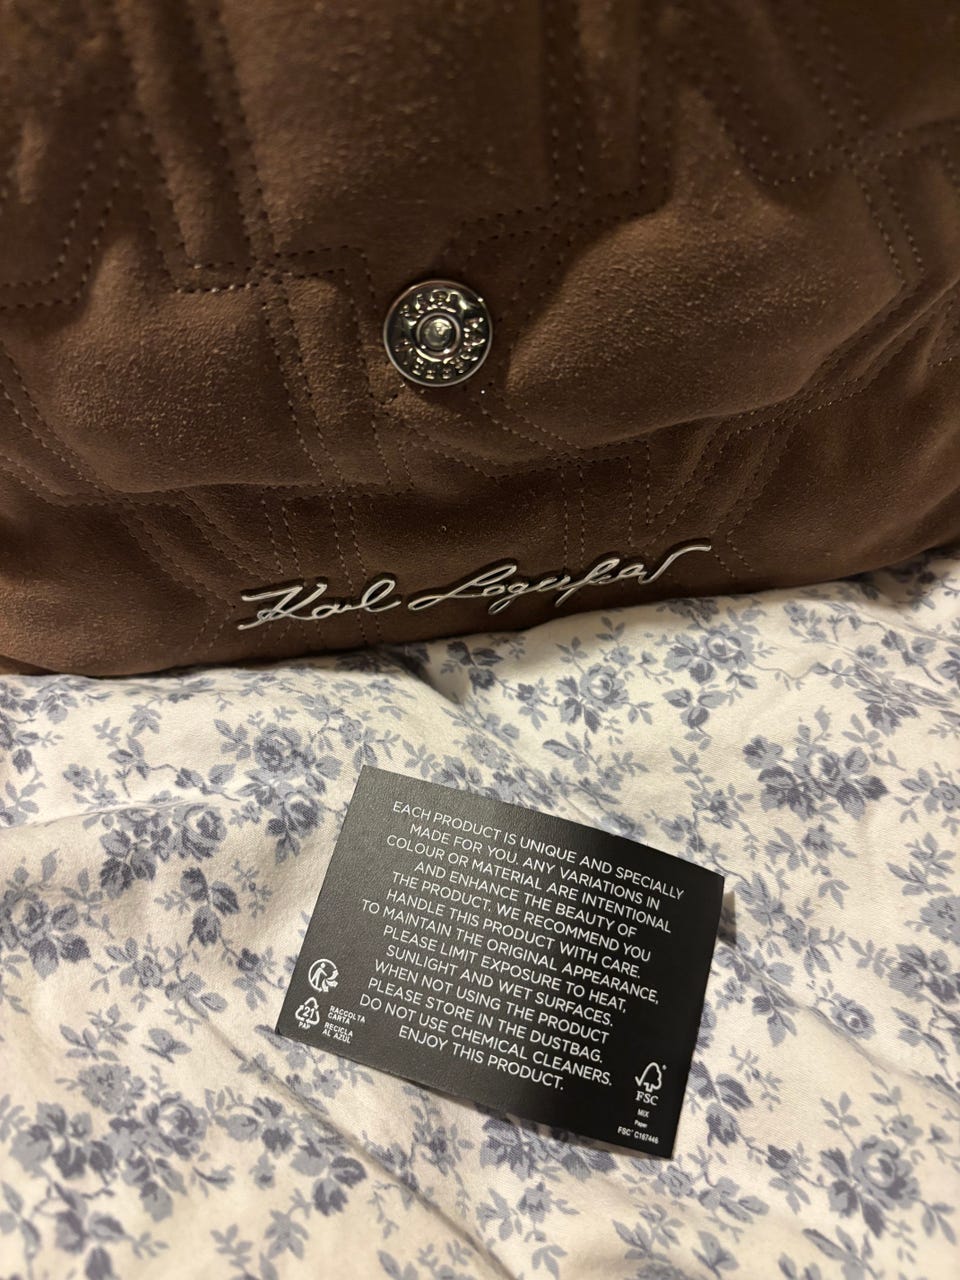 KARL
LAGERFELD
Karl Lagerfeld
EACH PRODUCT IS UNIQUE AND SPECIALLY
MADE FOR YOU. ANY VARIATIONS IN
COLOUR OR MATERIAL ARE INTENTIONAL
AND ENHANCE THE BEAUTY OF
THE PRODUCT. WE RECOMMEND YOU
HANDLE THIS PRODUCT WITH CARE.
TO MAINTAIN THE ORIGINAL APPEARANCE,
PLEASE LIMIT EXPOSURE TO HEAT,
SUNLIGHT AND WET SURFACES.
WHEN NOT USING THE PRODUCT
PLEASE STORE IN THE DUSTBAG.
DO NOT USE CHEMICAL CLEANERS.
ENJOY THIS PRODUCT.
21
PAP
RACCOLTA
CARTA
RECICLA
AL AZUL
FSC
MIX
Paper
FSC® C167446